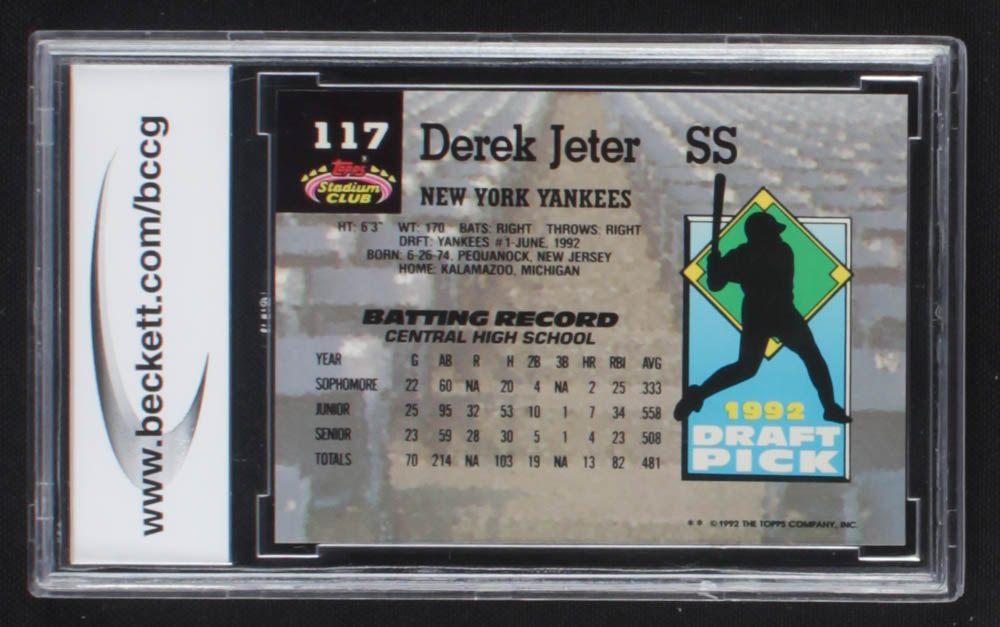 www.beckett.com/bccg
117
Topps
Stadium
CLUB
Derek Jeter SS
NEW YORK YANKEES
HT: 6'3" WT: 170 BATS: RIGHT THROWS: RIGHT
DRFT: YANKEES #1-JUNE, 1992
BORN: 6-26-74, PEQUANOCK, NEW JERSEY
HOME: KALAMAZOO, MICHIGAN
BATTING RECORD
CENTRAL HIGH SCHOOL
YEAR G AB R H 2B 3B HR RBI AVG
SOPHOMORE 22 60 NA 20 4 NA 2 25 .333
JUNIOR 25 95 32 53 10 1 7 34 .558
SENIOR 23 59 28 30 5 1 4 23 .508
TOTALS 70 214 NA 103 19 NA 13 82 .481
1992
DRAFT
PICK
** ©1992 THE TOPPS COMPANY, INC.